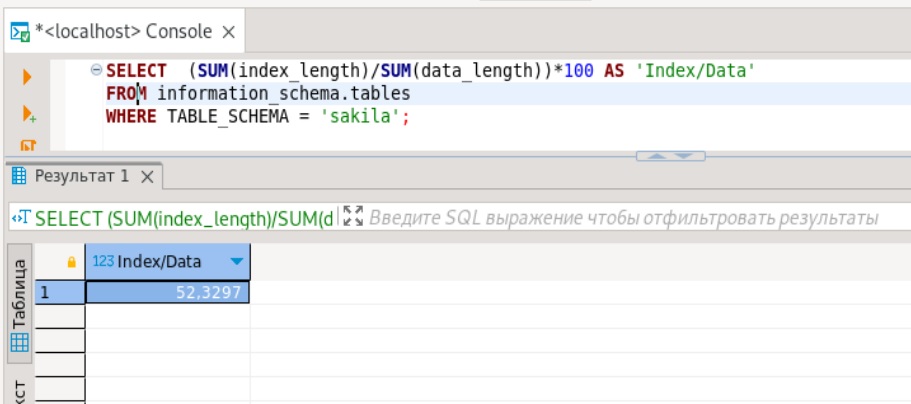 *<localhost> Console
SELECT (SUM(index_length)/SUM(data_length))*100 AS 'Index/Data'
FROM information_schema.tables
WHERE TABLE_SCHEMA = 'sakila';
Результат 1
SELECT (SUM(index_length)/SUM(d Введите SQL выражение чтобы отфильтровать результаты
Таблица
123 Index/Data
1 52,3297